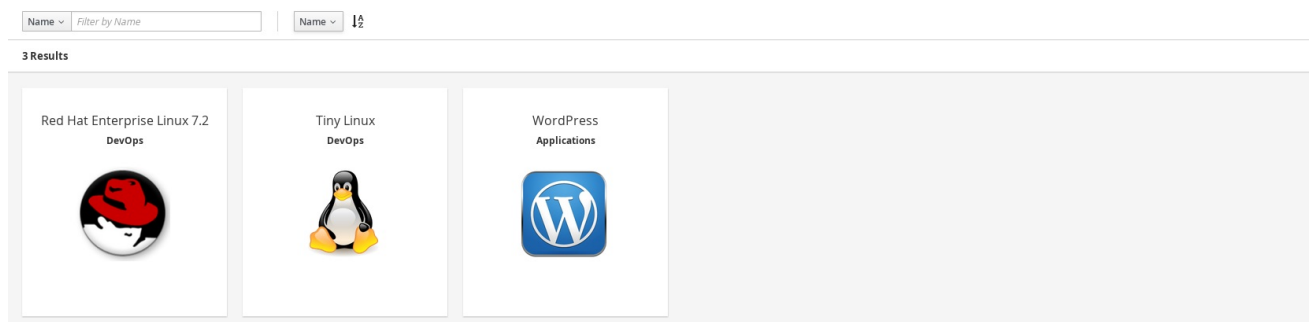 Name Filter by Name Name
3 Results
Red Hat Enterprise Linux 7.2
DevOps
Tiny Linux
DevOps
WordPress
Applications